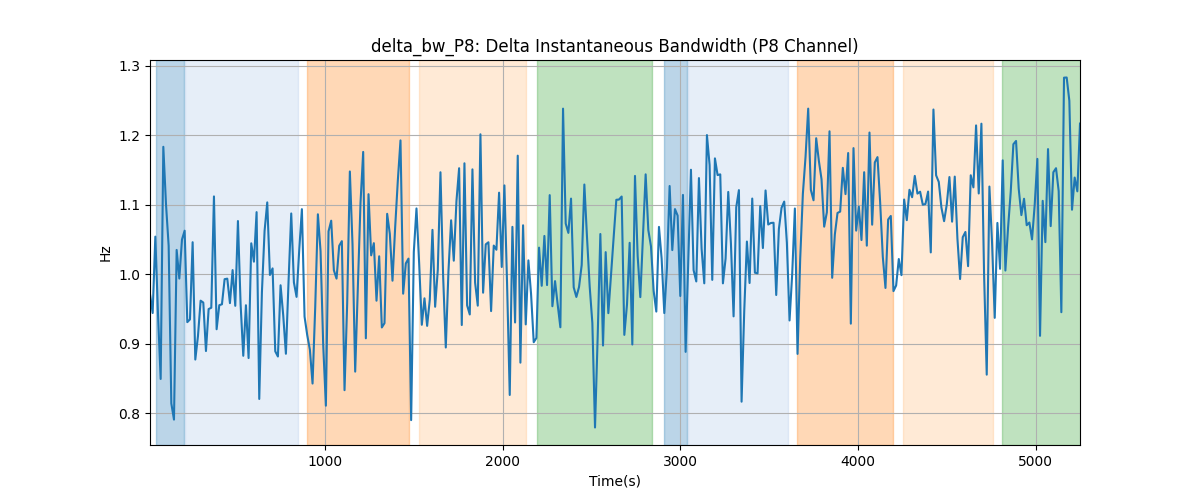 delta_bw_P8: Delta Instantaneous Bandwidth (P8 Channel)
1.3
1.2
1.1
1.0
0.9
0.8
Hz
1000 2000 3000 4000 5000
Time(s)